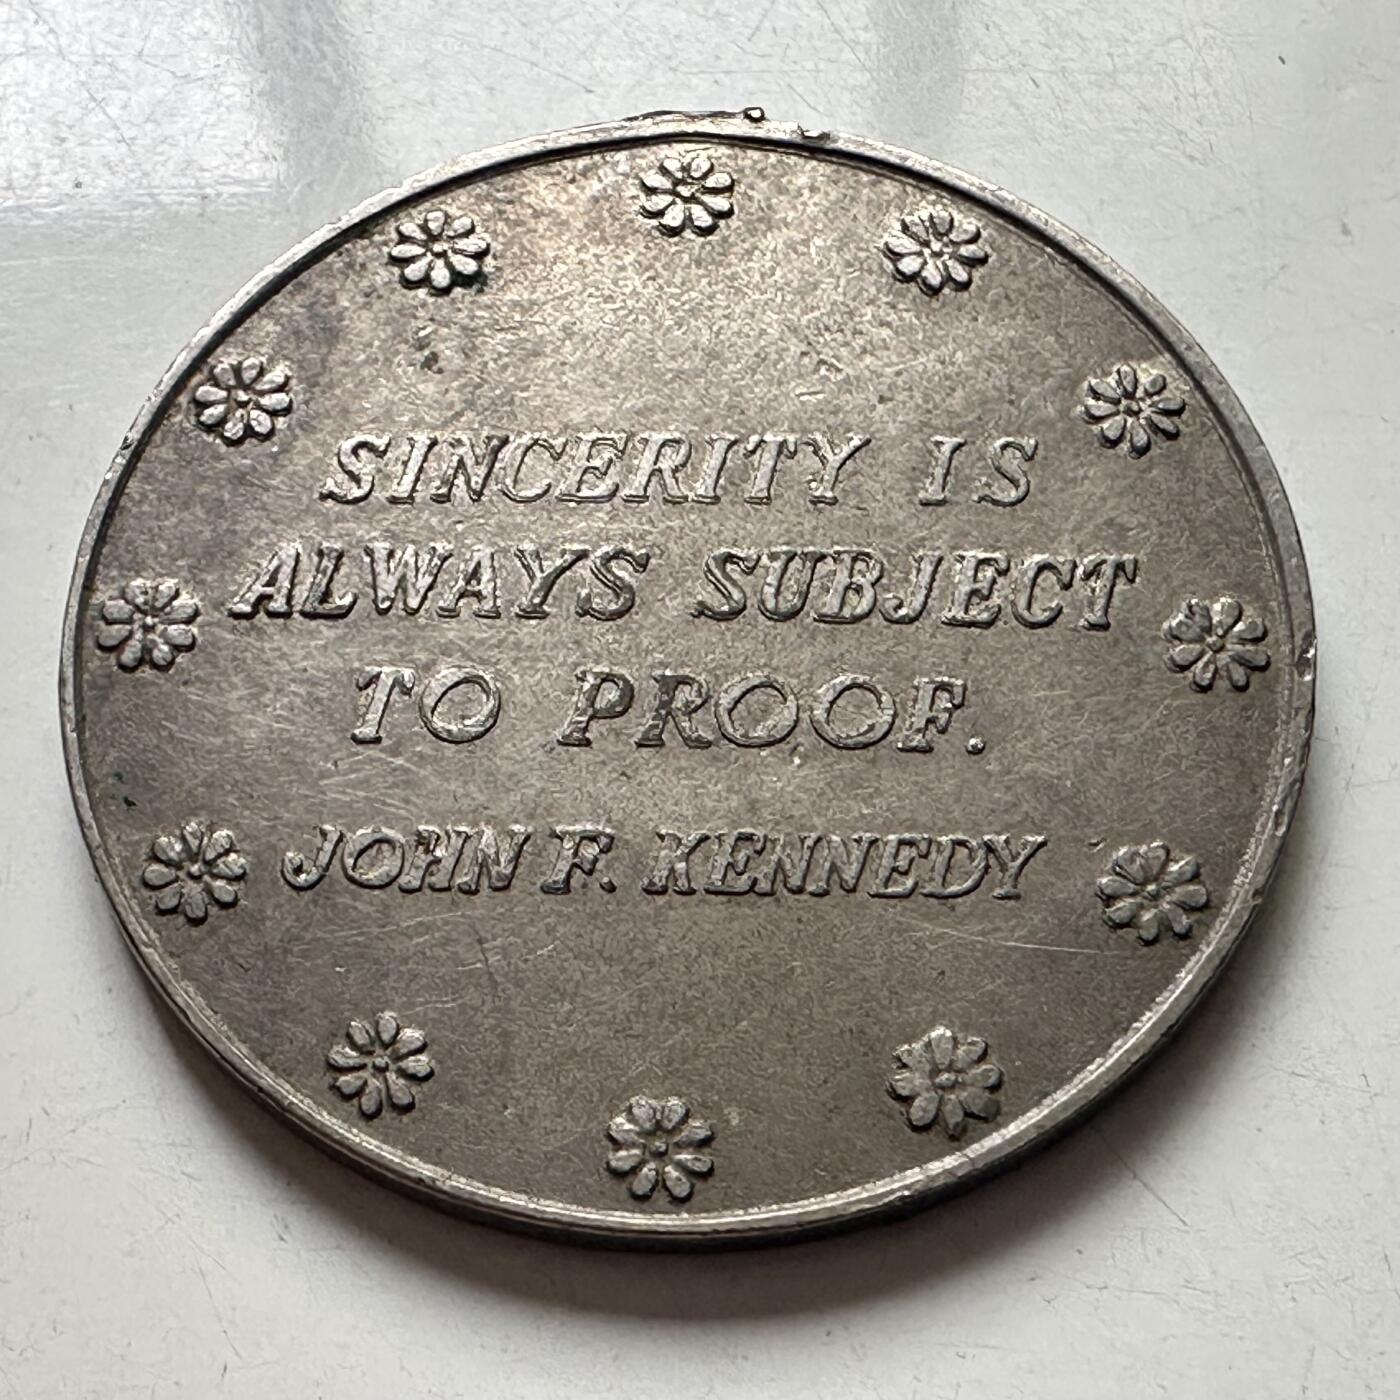 SINCERITY IS
ALWAYS SUBJECT
TO PROOF.
JOHN F. KENNEDY